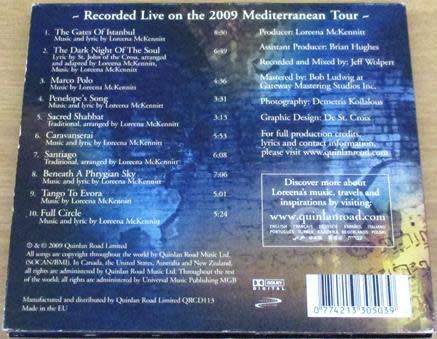 ~ Recorded Live on the 2009 Mediterranean Tour ~
1. The Gates Of Istanbul 6:30
Music and lyric by Loreena McKennitt
2. The Dark Night Of The Soul 6:49
Lyric by St. John of the Cross, arranged
and adapted by Loreena McKennitt,
Music by Loreena McKennitt
3. Marco Polo 4:36
Music by Loreena McKennitt
4. Penelope's Song 3:31
Music and lyric by Loreena McKennitt
5. Sacred Shabbat 3:13
Traditional, arranged by Loreena McKennitt
6. Caravanserai 5:53
Music and lyric by Loreena McKennitt
7. Santiago 6:08
Traditional, arranged by Loreena McKennitt
8. Beneath A Phrygian Sky 7:06
Music and lyric by Loreena McKennitt
9. Tango To Evora 5:01
Music by Loreena McKennitt
10. Full Circle 5:24
Music and lyric by Loreena McKennitt
Producer: Loreena McKennitt
Assistant Producer: Brian Hughes
Recorded and Mixed by: Jeff Wolpert
Mastered by: Bob Ludwig at
Gateway Mastering Studios Inc.
Photography: Demetris Koilalous
Graphic Design: De St. Croix
For full production credits,
lyrics and contact information,
please visit www.quinlanroad.com
Discover more about
Loreena's music, travels and
inspirations by visiting:
www.quinlanroad.com
ENGLISH FRANÇAIS DEUTSCH ESPAÑOL ITALIANO
℗ & © 2009 Quinlan Road Limited
All songs are copyright throughout the world by Quinlan Road Music Ltd.
(SOCAN/BMI). In Canada, the United States, Australia and New Zealand,
all rights are administered by Quinlan Road Music Ltd. Throughout the rest
of the world, all rights are administered by Universal Music Publishing MGB
Manufactured and distributed by Quinlan Road Limited QRCD113
Made in the EU
DOLBY
DIGITAL
0 774213 305039